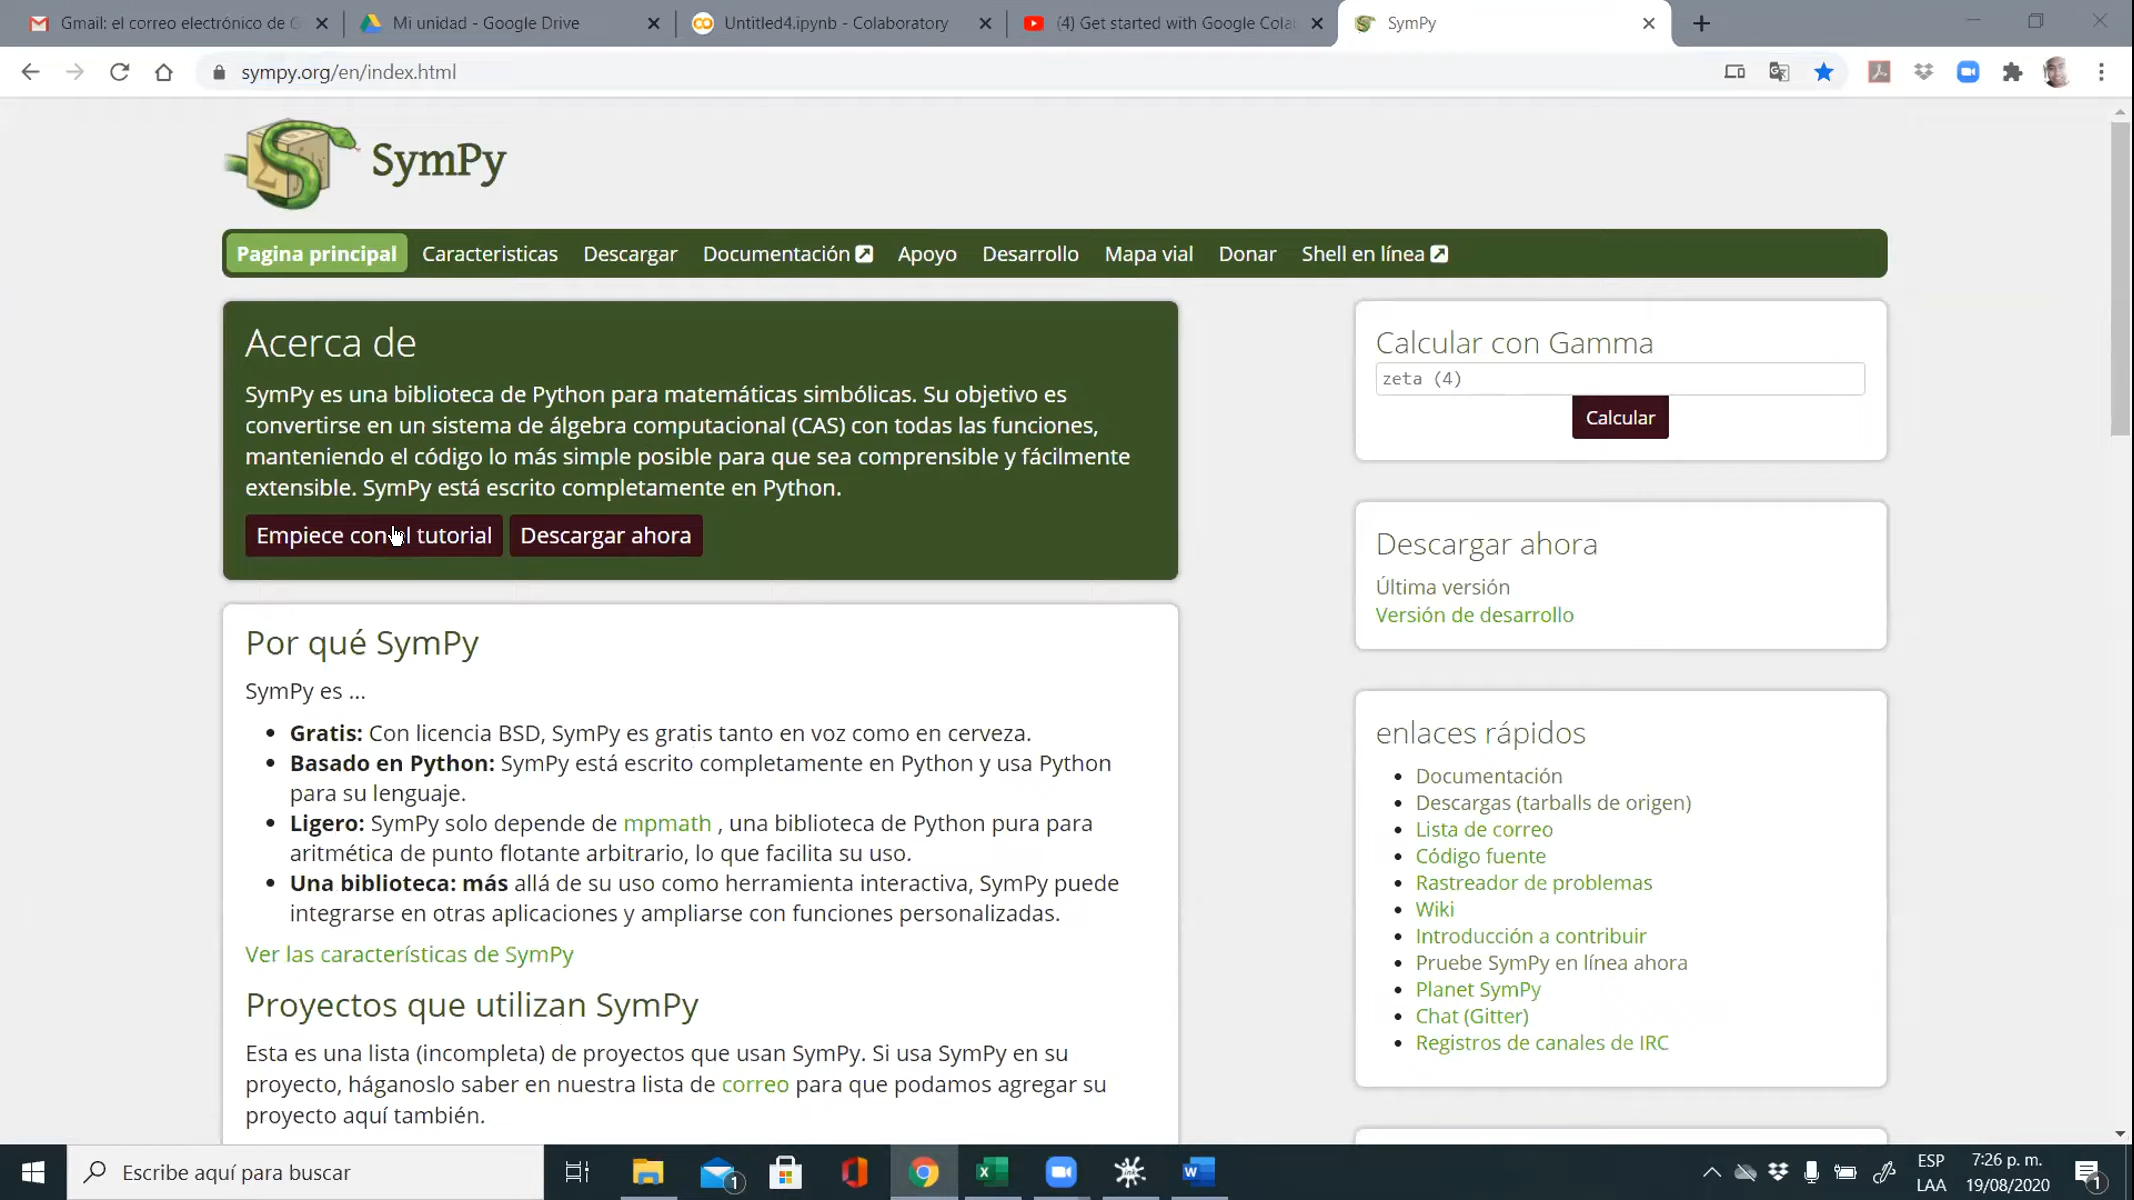 Gmail: el correo electrónico de G
Mi unidad - Google Drive
Untitled4.ipynb - Colaboratory
(4) Get started with Google Cola
SymPy
sympy.org/en/index.html
SymPy
Pagina principal
Caracteristicas
Descargar
Documentación
Apoyo
Desarrollo
Mapa vial
Donar
Shell en línea
Acerca de
SymPy es una biblioteca de Python para matemáticas simbólicas. Su objetivo es
convertirse en un sistema de álgebra computacional (CAS) con todas las funciones,
manteniendo el código lo más simple posible para que sea comprensible y fácilmente
extensible. SymPy está escrito completamente en Python.
Empiece con el tutorial
Descargar ahora
Por qué SymPy
SymPy es ...
• Gratis: Con licencia BSD, SymPy es gratis tanto en voz como en cerveza.
• Basado en Python: SymPy está escrito completamente en Python y usa Python
para su lenguaje.
• Ligero: SymPy solo depende de mpmath , una biblioteca de Python pura para
aritmética de punto flotante arbitrario, lo que facilita su uso.
• Una biblioteca: más allá de su uso como herramienta interactiva, SymPy puede
integrarse en otras aplicaciones y ampliarse con funciones personalizadas.
Ver las características de SymPy
Proyectos que utilizan SymPy
Esta es una lista (incompleta) de proyectos que usan SymPy. Si usa SymPy en su
proyecto, háganoslo saber en nuestra lista de correo para que podamos agregar su
proyecto aquí también.
Calcular con Gamma
zeta (4)
Calcular
Descargar ahora
Última versión
Versión de desarrollo
enlaces rápidos
• Documentación
• Descargas (tarballs de origen)
• Lista de correo
• Código fuente
• Rastreador de problemas
• Wiki
• Introducción a contribuir
• Pruebe SymPy en línea ahora
• Planet SymPy
• Chat (Gitter)
• Registros de canales de IRC
Escribe aquí para buscar
1
ESP
LAA
7:26 p. m.
19/08/2020
1